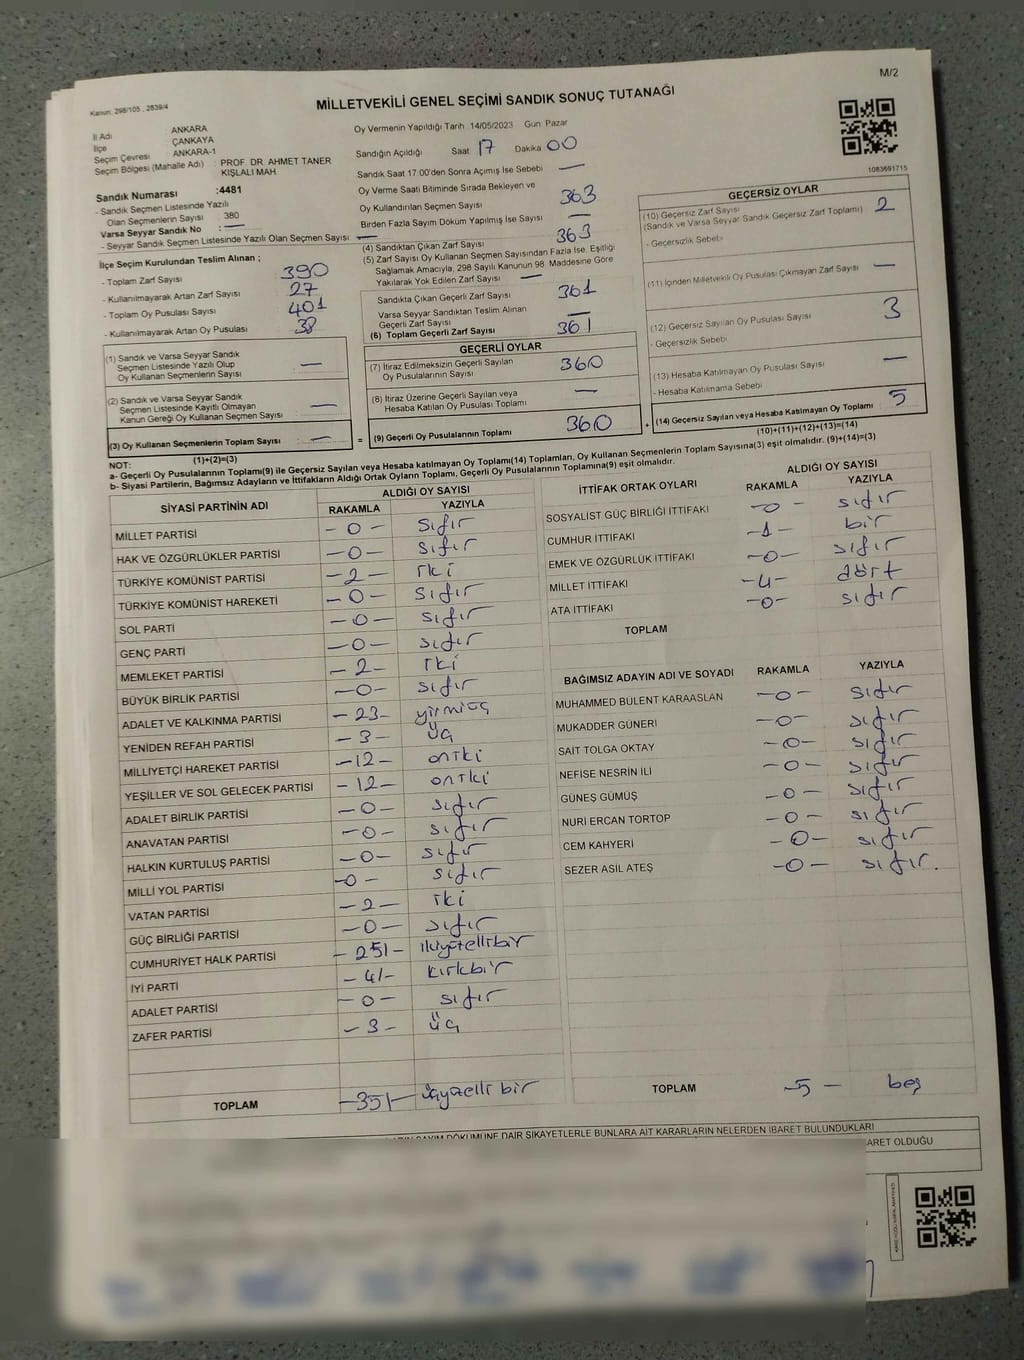 M/2
Kanun: 298/105 , 2839/4
MİLLETVEKİLİ GENEL SEÇİMİ SANDIK SONUÇ TUTANAĞI
İl Adı ANKARA
İlçe ÇANKAYA
Seçim Çevresi ANKARA-1
Seçim Bölgesi (Mahalle Adı) : PROF. DR. AHMET TANER KIŞLALI MAH.
Sandık Numarası :4481
- Sandık Seçmen Listesinde Yazılı
Olan Seçmenlerin Sayısı 380
Varsa Seyyar Sandık No : —
- Seyyar Sandık Seçmen Listesinde Yazılı Olan Seçmen Sayısı —
İlçe Seçim Kurulundan Teslim Alınan ;
- Toplam Zarf Sayısı : 390
- Kullanılmayarak Artan Zarf Sayısı : 27
- Toplam Oy Pusulası Sayısı : 401
- Kullanılmayarak Artan Oy Pusulası : 38
Oy Vermenin Yapıldığı Tarih :14/05/2023 Gün: Pazar
Sandığın Açıldığı Saat 17 Dakika 00
Sandık Saat 17:00'den Sonra Açımış İse Sebebi —
Oy Verme Saati Bitiminde Sırada Bekleyen ve
Oy Kullandırılan Seçmen Sayısı 363
Birden Fazla Sayım Döküm Yapılmış İse Sayısı —
(4) Sandıktan Çıkan Zarf Sayısı 363
(5) Zarf Sayısı Oy Kullanan Seçmen Sayısından Fazla İse, Eşitliği
Sağlamak Amacıyla, 298 Sayılı Kanunun 98. Maddesine Göre
Yakılarak Yok Edilen Zarf Sayısı : —
Sandıkta Çıkan Geçerli Zarf Sayısı 361
Varsa Seyyar Sandıktan Teslim Alınan
Geçerli Zarf Sayısı : —
(6) Toplam Geçerli Zarf Sayısı 361
1083691715
GEÇERSİZ OYLAR
(10) Geçersiz Zarf Sayısı 2
(Sandık ve Varsa Seyyar Sandık Geçersiz Zarf Toplamı)
- Geçersizlik Sebebi
(11) İçinden Milletvekili Oy Pusulası Çıkmayan Zarf Sayısı —
(12) Geçersiz Sayılan Oy Pusulası Sayısı 3
- Geçersizlik Sebebi
(13) Hesaba Katılmayan Oy Pusulası Sayısı —
- Hesaba Katılmama Sebebi
(14) Geçersiz Sayılan veya Hesaba Katılmayan Oy Toplamı 5
(10)+(11)+(12)+(13)=(14)
(1) Sandık ve Varsa Seyyar Sandık
Seçmen Listesinde Yazılı Olup
Oy Kullanan Seçmenlerin Sayısı : —
(2) Sandık ve Varsa Seyyar Sandık
Seçmen Listesinde Kayıtlı Olmayan
Kanun Gereği Oy Kullanan Seçmen Sayısı : —
(3) Oy Kullanan Seçmenlerin Toplam Sayısı : —
(1)+(2)=(3)
GEÇERLİ OYLAR
(7) İtiraz Edilmeksizin Geçerli Sayılan
Oy Pusulalarının Sayısı : 360
(8) İtiraz Üzerine Geçerli Sayılan veya
Hesaba Katılan Oy Pusulası Toplamı : —
= (9) Geçerli Oy Pusulalarının Toplamı : 360 +
NOT:
a- Geçerli Oy Pusulalarının Toplamı(9) ile Geçersiz Sayılan veya Hesaba katılmayan Oy Toplamı(14) Toplamları, Oy Kullanan Seçmenlerin Toplam Sayısına(3) eşit olmalıdır. (9)+(14)=(3)
b- Siyasi Partilerin, Bağımsız Adayların ve İttifakların Aldığı Ortak Oyların Toplamı, Geçerli Oy Pusulalarının Toplamına(9) eşit olmalıdır.
SİYASİ PARTİNİN ADI ALDIĞI OY SAYISI
RAKAMLA YAZIYLA
MİLLET PARTİSİ -0- sıfır
HAK VE ÖZGÜRLÜKLER PARTİSİ -0- sıfır
TÜRKİYE KOMÜNİST PARTİSİ -2- iki
TÜRKİYE KOMÜNİST HAREKETİ -0- sıfır
SOL PARTİ -0- sıfır
GENÇ PARTİ -0- sıfır
MEMLEKET PARTİSİ -2- iki
BÜYÜK BİRLİK PARTİSİ -0- sıfır
ADALET VE KALKINMA PARTİSİ -23- yirmiüç
YENİDEN REFAH PARTİSİ -3- üç
MİLLİYETÇİ HAREKET PARTİSİ -12- oniki
YEŞİLLER VE SOL GELECEK PARTİSİ -12- oniki
ADALET BİRLİK PARTİSİ -0- sıfır
ANAVATAN PARTİSİ -0- sıfır
HALKIN KURTULUŞ PARTİSİ -0- sıfır
MİLLİ YOL PARTİSİ -0- sıfır
VATAN PARTİSİ -2- iki
GÜÇ BİRLİĞİ PARTİSİ -0- sıfır
CUMHURİYET HALK PARTİSİ -251- ikiyüzellibir
İYİ PARTİ -41- kırkbir
ADALET PARTİSİ -0- sıfır
ZAFER PARTİSİ -3- üç
TOPLAM -351- üçyüzelli bir
İTTİFAK ORTAK OYLARI ALDIĞI OY SAYISI
RAKAMLA YAZIYLA
SOSYALIST GÜÇ BİRLİĞİ İTTİFAKI -0- sıfır
CUMHUR İTTİFAKI -1- bir
EMEK VE ÖZGÜRLÜK İTTİFAKI -0- sıfır
MİLLET İTTİFAKI -4- dört
ATA İTTİFAKI -0- sıfır
TOPLAM
BAĞIMSIZ ADAYIN ADI VE SOYADI RAKAMLA YAZIYLA
MUHAMMED BÜLENT KARAASLAN -0- sıfır
MUKADDER GÜNERİ -0- sıfır
SAİT TOLGA OKTAY -0- sıfır
NEFİSE NESRİN İLİ -0- sıfır
GÜNEŞ GÜMÜŞ -0- sıfır
NURİ ERCAN TORTOP -0- sıfır
CEM KAHYERİ -0- sıfır
SEZER ASIL ATEŞ -0- sıfır.
TOPLAM -5- beş
SAYIM DÖKÜMÜNE DAİR ŞİKAYETLERLE BUNLARA AİT KARARLARIN NELERDEN İBARET BULUNDUKLARI
BARET OLDUĞU